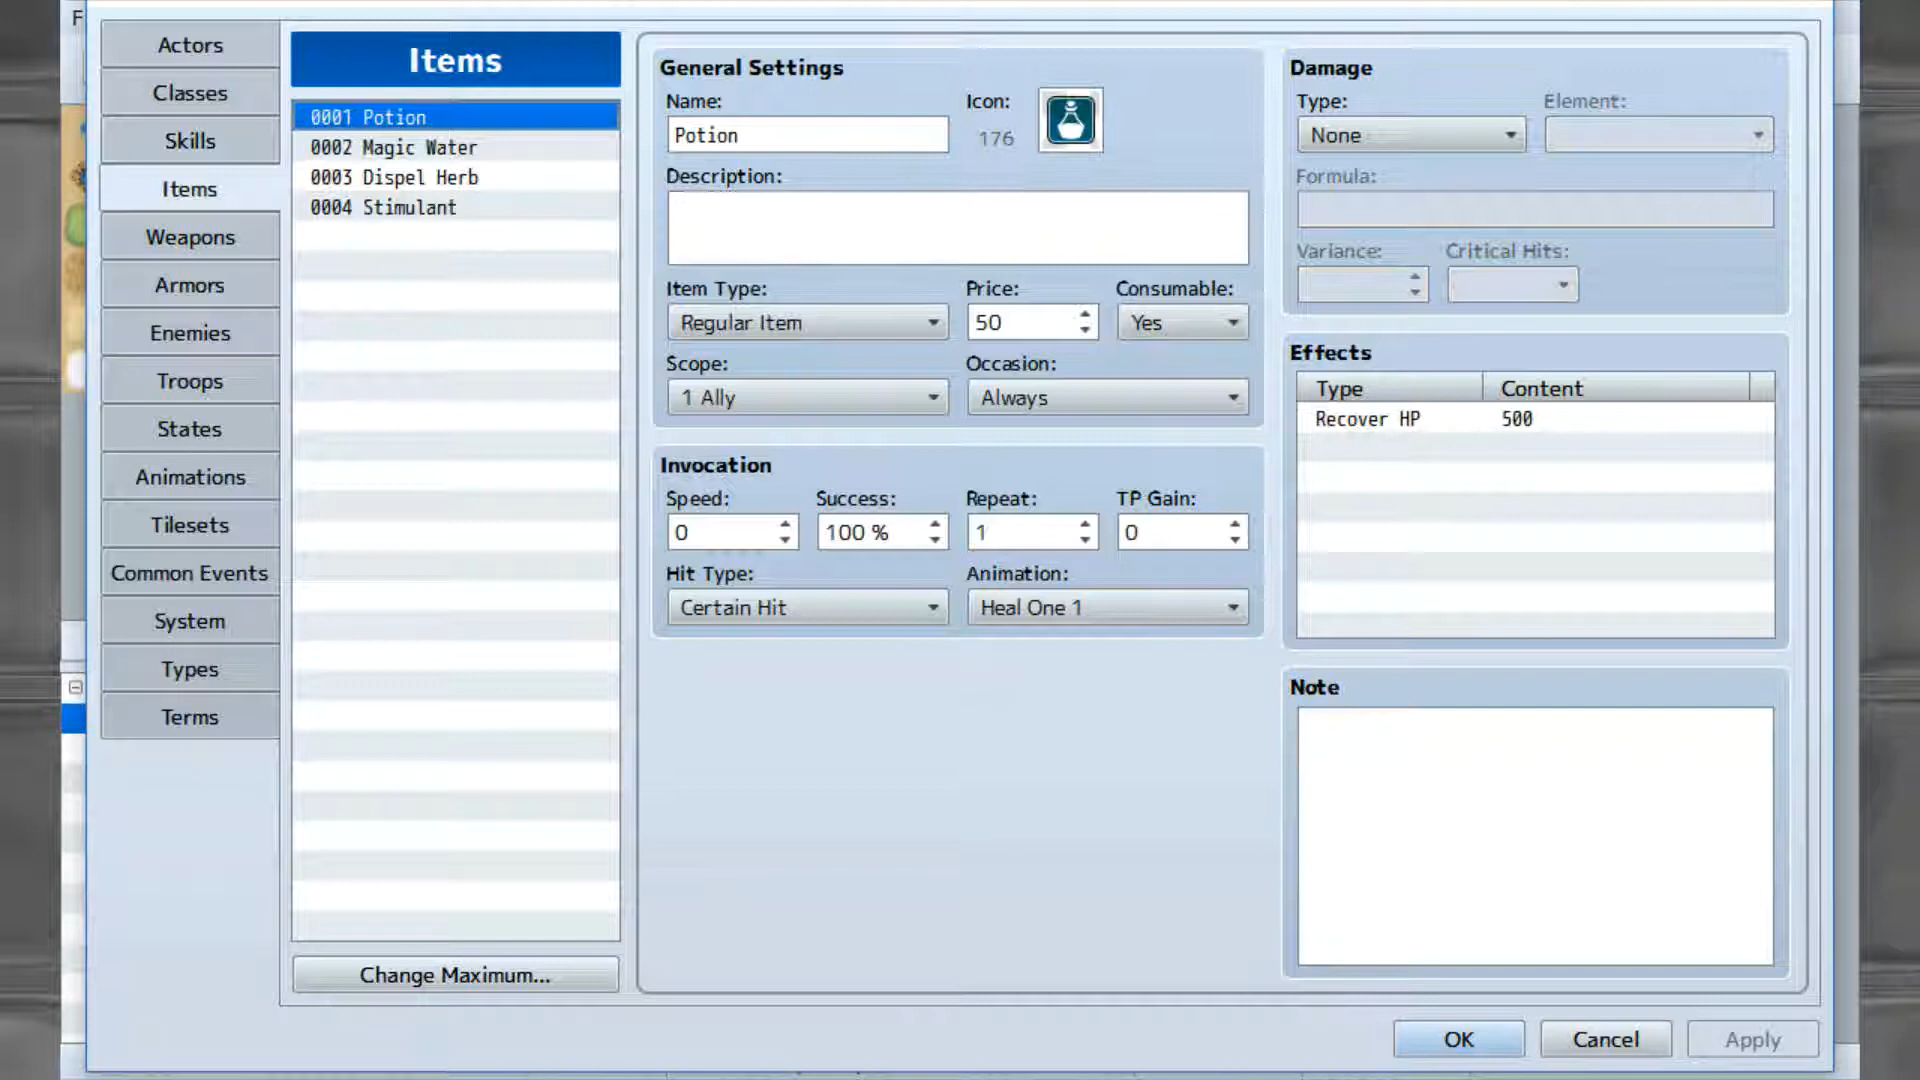 F
Actors
Classes
Skills
Items
Weapons
Armors
Enemies
Troops
States
Animations
Tilesets
Common Events
System
Types
Terms
Items
0001 Potion
0002 Magic Water
0003 Dispel Herb
0004 Stimulant
Change Maximum...
General Settings
Name:
Icon:
Potion
176
Description:
Item Type:
Price:
Consumable:
Regular Item
50
Yes
Scope:
Occasion:
1 Ally
Always
Invocation
Speed:
Success:
Repeat:
TP Gain:
0
100 %
1
0
Hit Type:
Animation:
Certain Hit
Heal One 1
Damage
Type:
Element:
None
Formula:
Variance:
Critical Hits:
Effects
Type
Content
Recover HP
500
Note
OK
Cancel
Apply